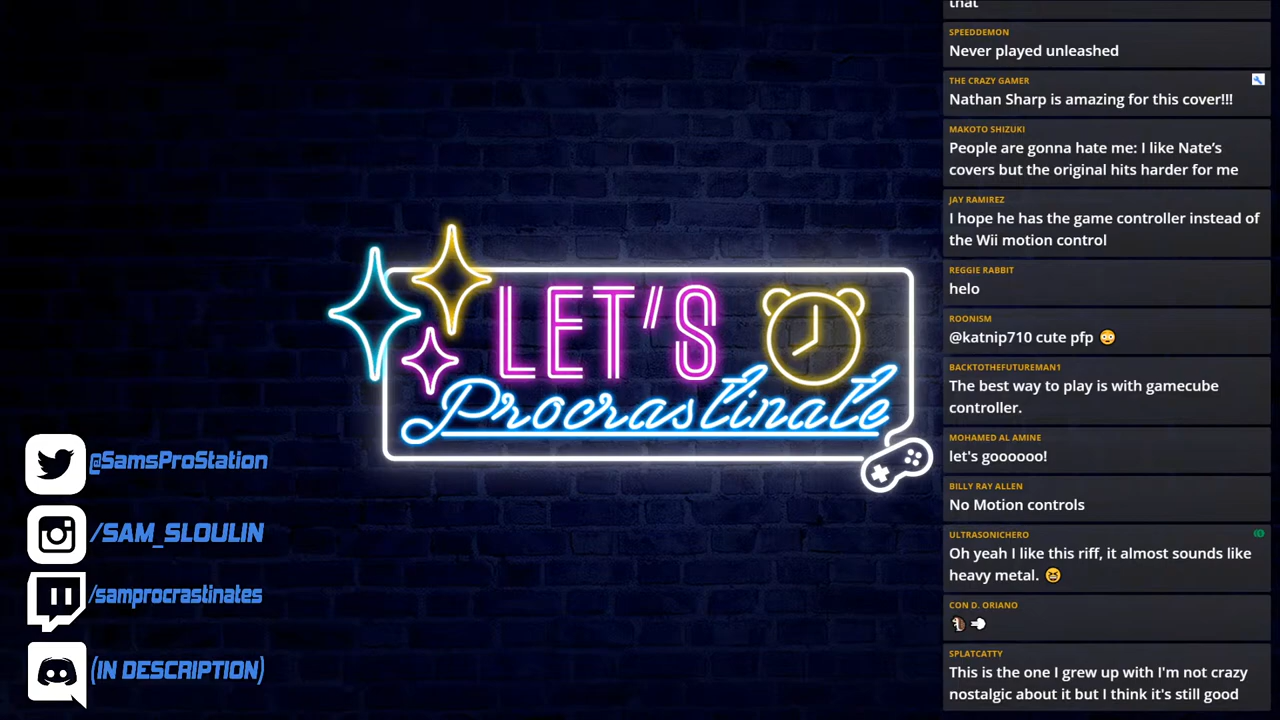 LET'S
Procrastinate
@SamsProStation
/SAM_SLOULIN
/samprocrastinates
(IN DESCRIPTION)
that
SPEEDDEMON
Never played unleashed
THE CRAZY GAMER
Nathan Sharp is amazing for this cover!!!
MAKOTO SHIZUKI
People are gonna hate me: I like Nate's
covers but the original hits harder for me
JAY RAMIREZ
I hope he has the game controller instead of
the Wii motion control
REGGIE RABBIT
helo
ROONISM
@katnip710 cute pfp 😳
BACKTOTHEFUTUREMAN1
The best way to play is with gamecube
controller.
MOHAMED AL AMINE
let's goooooo!
BILLY RAY ALLEN
No Motion controls
ULTRASONICHERO
Oh yeah I like this riff, it almost sounds like
heavy metal. 😆
CON D. ORIANO
SPLATCATTY
This is the one I grew up with I'm not crazy
nostalgic about it but I think it's still good